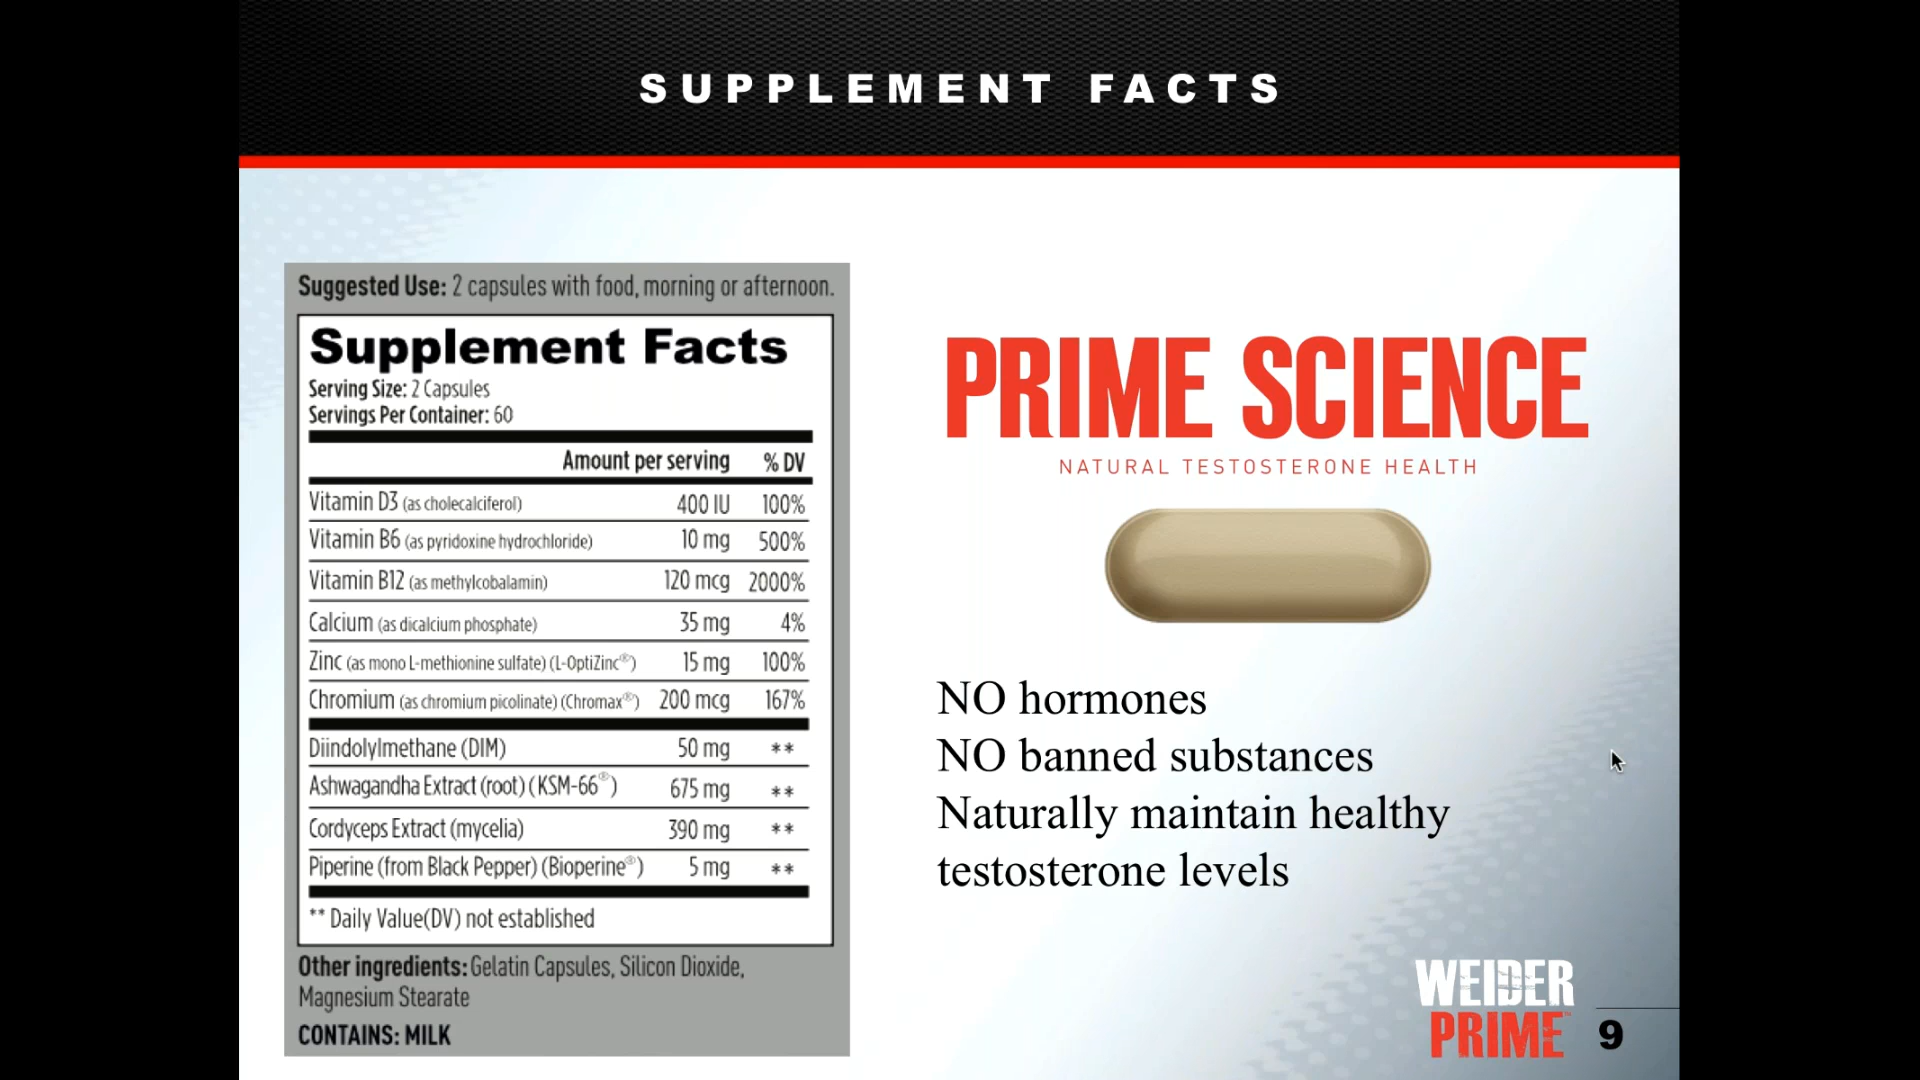 SUPPLEMENT FACTS
Suggested Use: 2 capsules with food, morning or afternoon.
Supplement Facts
Serving Size: 2 Capsules
Servings Per Container: 60
Amount per serving % DV
Vitamin D3 (as cholecalciferol) 400 IU 100%
Vitamin B6 (as pyridoxine hydrochloride) 10 mg 500%
Vitamin B12 (as methylcobalamin) 120 mcg 2000%
Calcium (as dicalcium phosphate) 35 mg 4%
Zinc (as mono L-methionine sulfate) (L-OptiZinc®) 15 mg 100%
Chromium (as chromium picolinate) (Chromax®) 200 mcg 167%
Diindolylmethane (DIM) 50 mg **
Ashwagandha Extract (root) (KSM-66®) 675 mg **
Cordyceps Extract (mycelia) 390 mg **
Piperine (from Black Pepper) (Bioperine®) 5 mg **
** Daily Value(DV) not established
Other ingredients: Gelatin Capsules, Silicon Dioxide,
Magnesium Stearate
CONTAINS: MILK
PRIME SCIENCE
NATURAL TESTOSTERONE HEALTH
NO hormones
NO banned substances
Naturally maintain healthy
testosterone levels
WEIDER
PRIME™
9